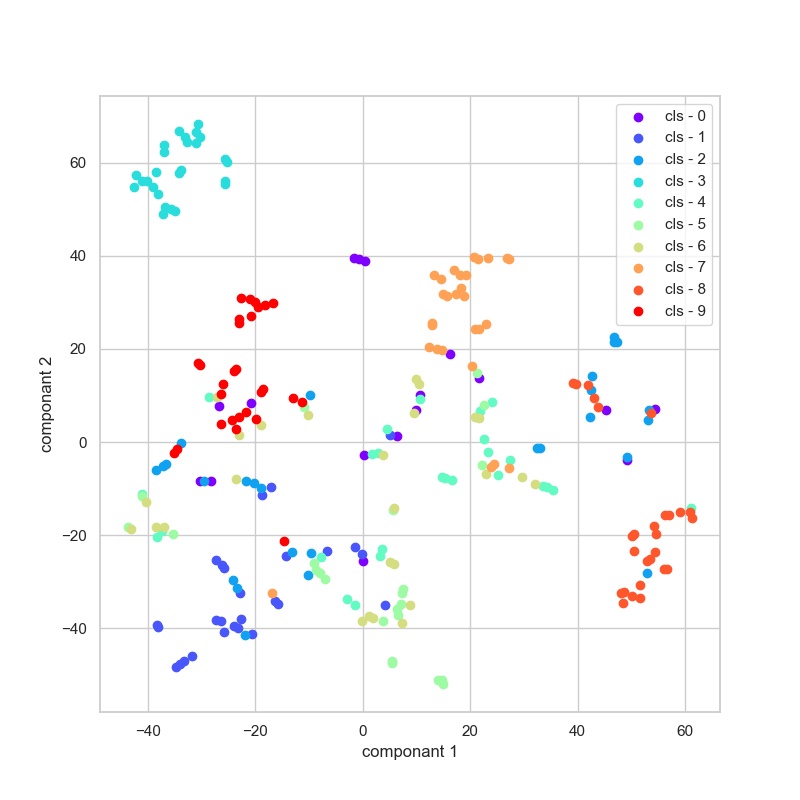 cls - 0
cls - 1
cls - 2
cls - 3
cls - 4
cls - 5
cls - 6
cls - 7
cls - 8
cls - 9
60
40
20
0
−20
−40
componant 2
−40
−20
0
20
40
60
componant 1